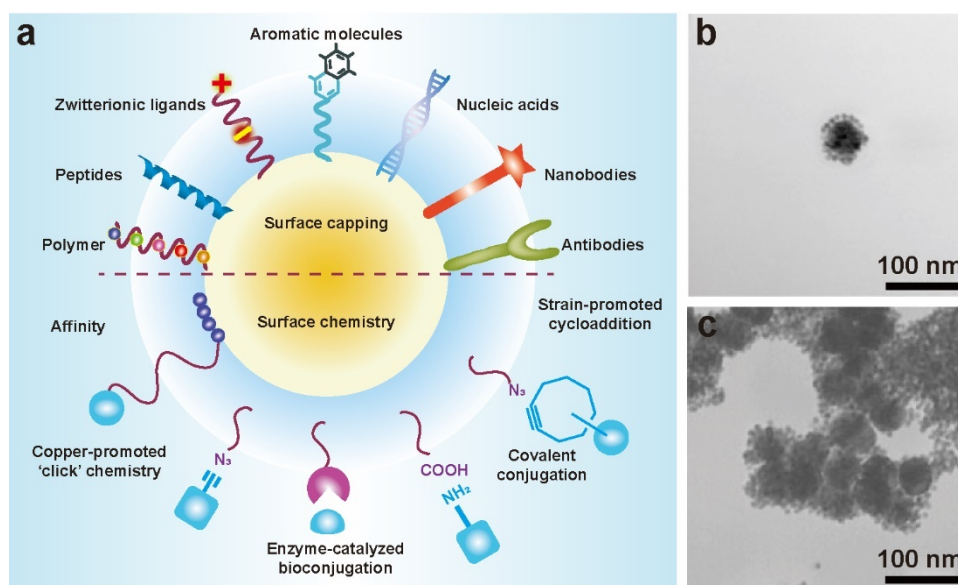 a
Aromatic molecules
Zwitterionic ligands
Nucleic acids
Peptides
Nanobodies
Surface capping
Polymer
Antibodies
Affinity
Surface chemistry
Strain-promoted
cycloaddition
N₃
Copper-promoted
'click' chemistry
N₃
COOH
NH₂
Covalent
conjugation
Enzyme-catalyzed
bioconjugation
b
100 nm
c
100 nm